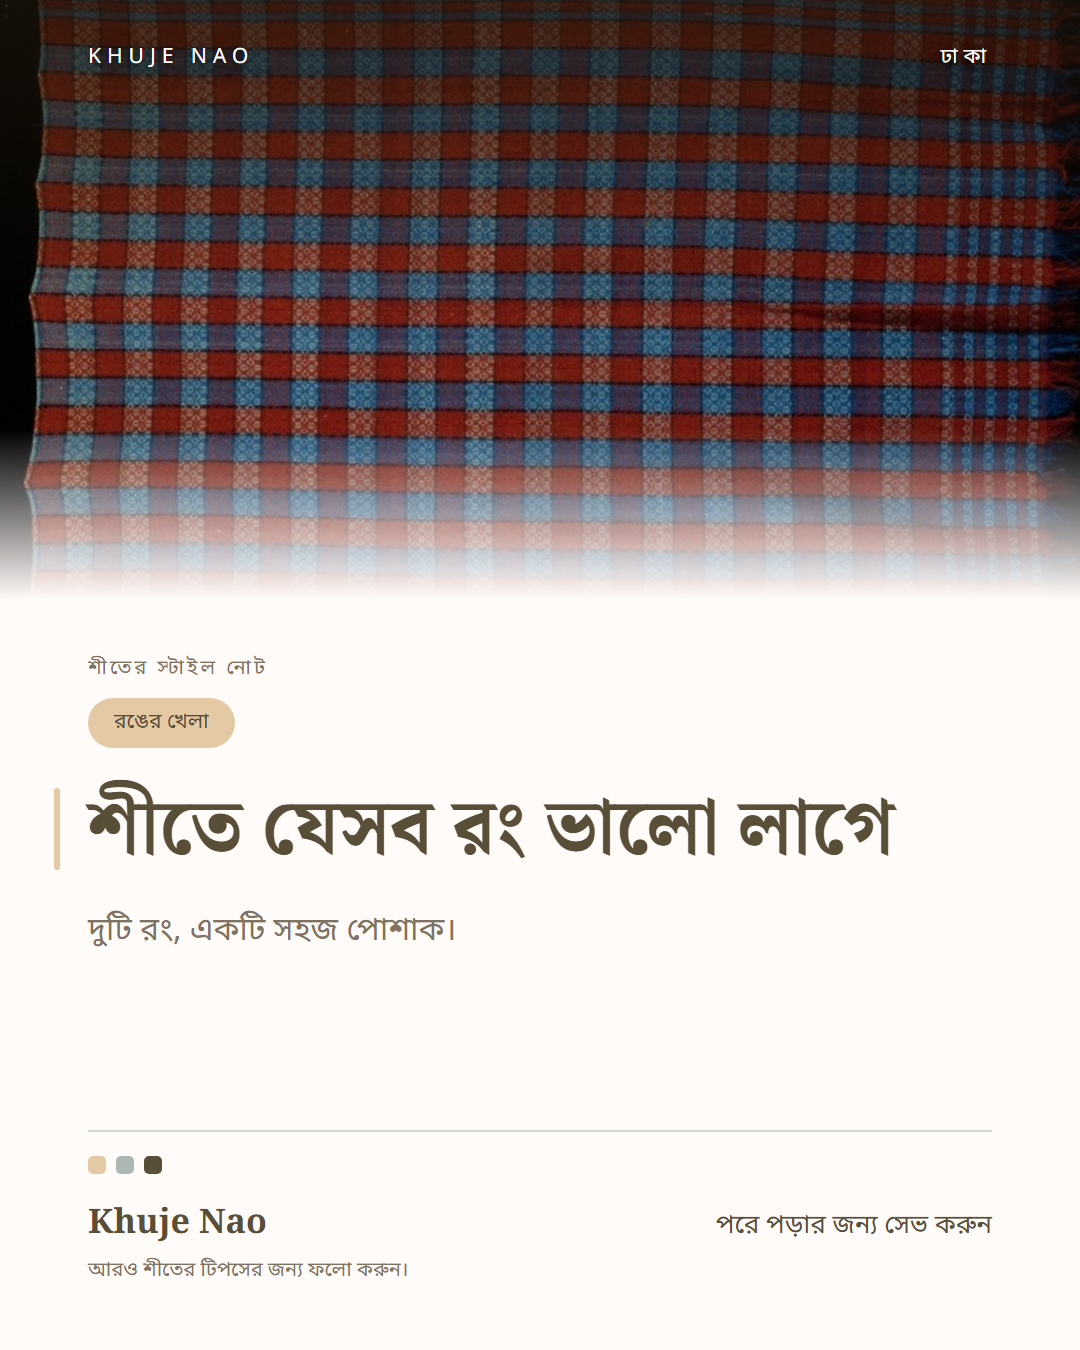 KHUJE NAO
ঢাকা
শীতের স্টাইল নোট
রঙের খেলা
শীতে যেসব রং ভালো লাগে
দুটি রং, একটি সহজ পোশাক।
Khuje Nao
পরে পড়ার জন্য সেভ করুন
আরও শীতের টিপসের জন্য ফলো করুন।